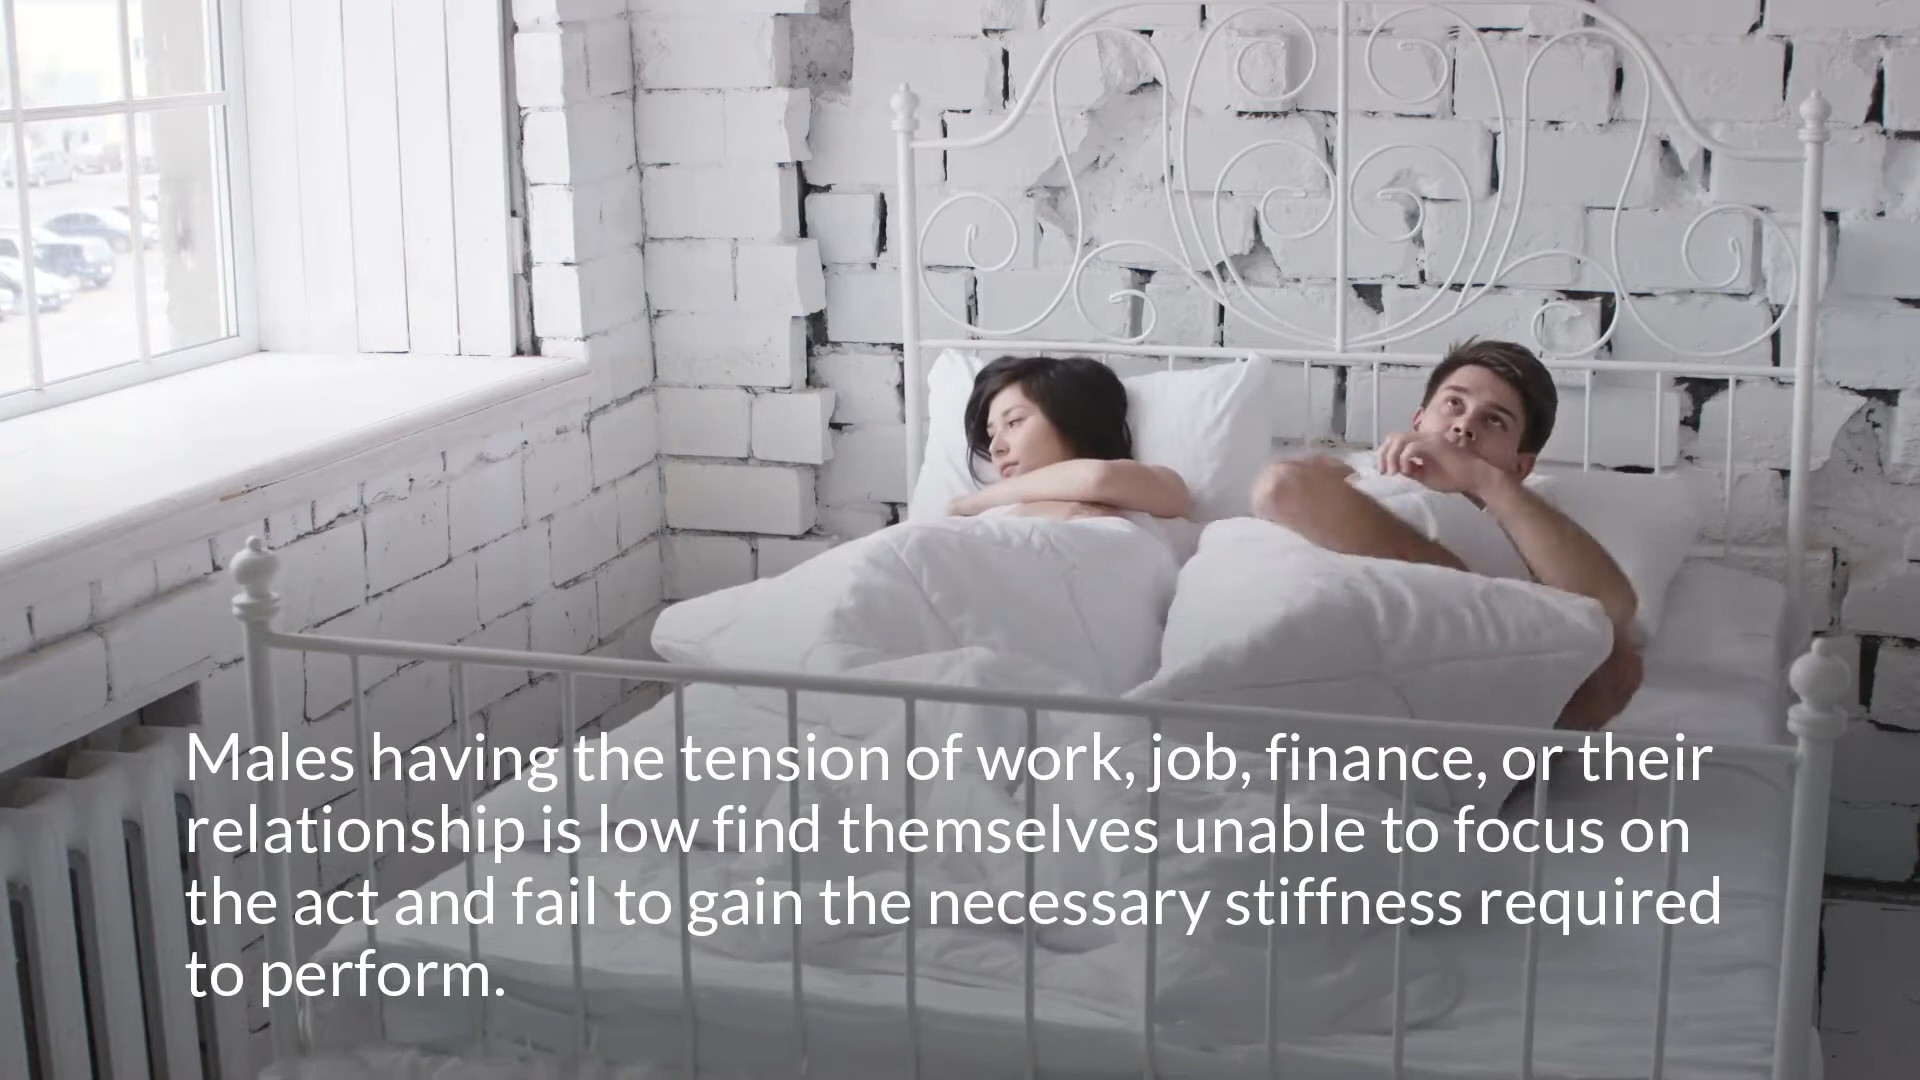 Males having the tension of work, job, finance, or their
relationship is low find themselves unable to focus on
the act and fail to gain the necessary stiffness required
to perform.